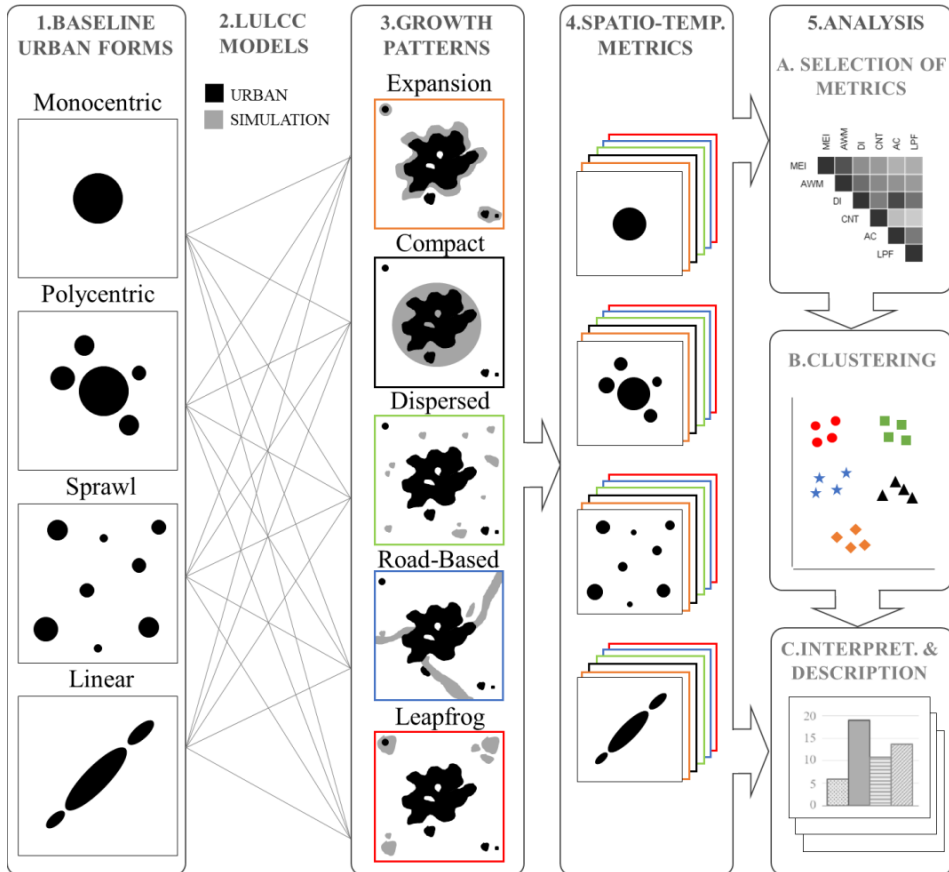 1.BASELINE
URBAN FORMS
Monocentric
Polycentric
Sprawl
Linear
2.LULCC
MODELS
URBAN
SIMULATION
3.GROWTH
PATTERNS
Expansion
Compact
Dispersed
Road-Based
Leapfrog
4.SPATIO-TEMP.
METRICS
5.ANALYSIS
A. SELECTION OF
METRICS
MEI AWM DI CNT AC LPF
MEI
AWM
DI
CNT
AC
LPF
B.CLUSTERING
C.INTERPRET. &
DESCRIPTION
20
15
10
5
0